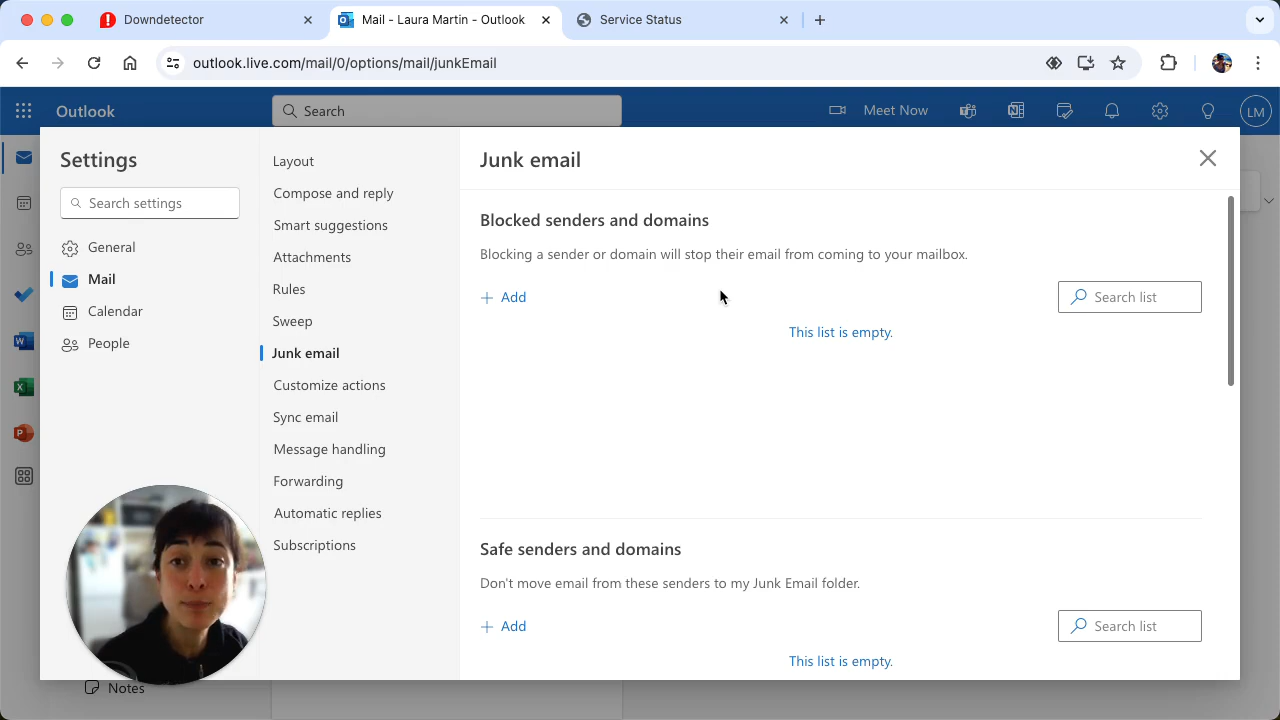 Downdetector
Mail - Laura Martin - Outlook
Service Status
outlook.live.com/mail/0/options/mail/junkEmail
Outlook
Search
Meet Now
LM
Settings
Search settings
General
Mail
Calendar
People
Layout
Compose and reply
Smart suggestions
Attachments
Rules
Sweep
Junk email
Customize actions
Sync email
Message handling
Forwarding
Automatic replies
Subscriptions
Junk email
Blocked senders and domains
Blocking a sender or domain will stop their email from coming to your mailbox.
Add
Search list
This list is empty.
Safe senders and domains
Don't move email from these senders to my Junk Email folder.
Add
Search list
This list is empty.
Notes